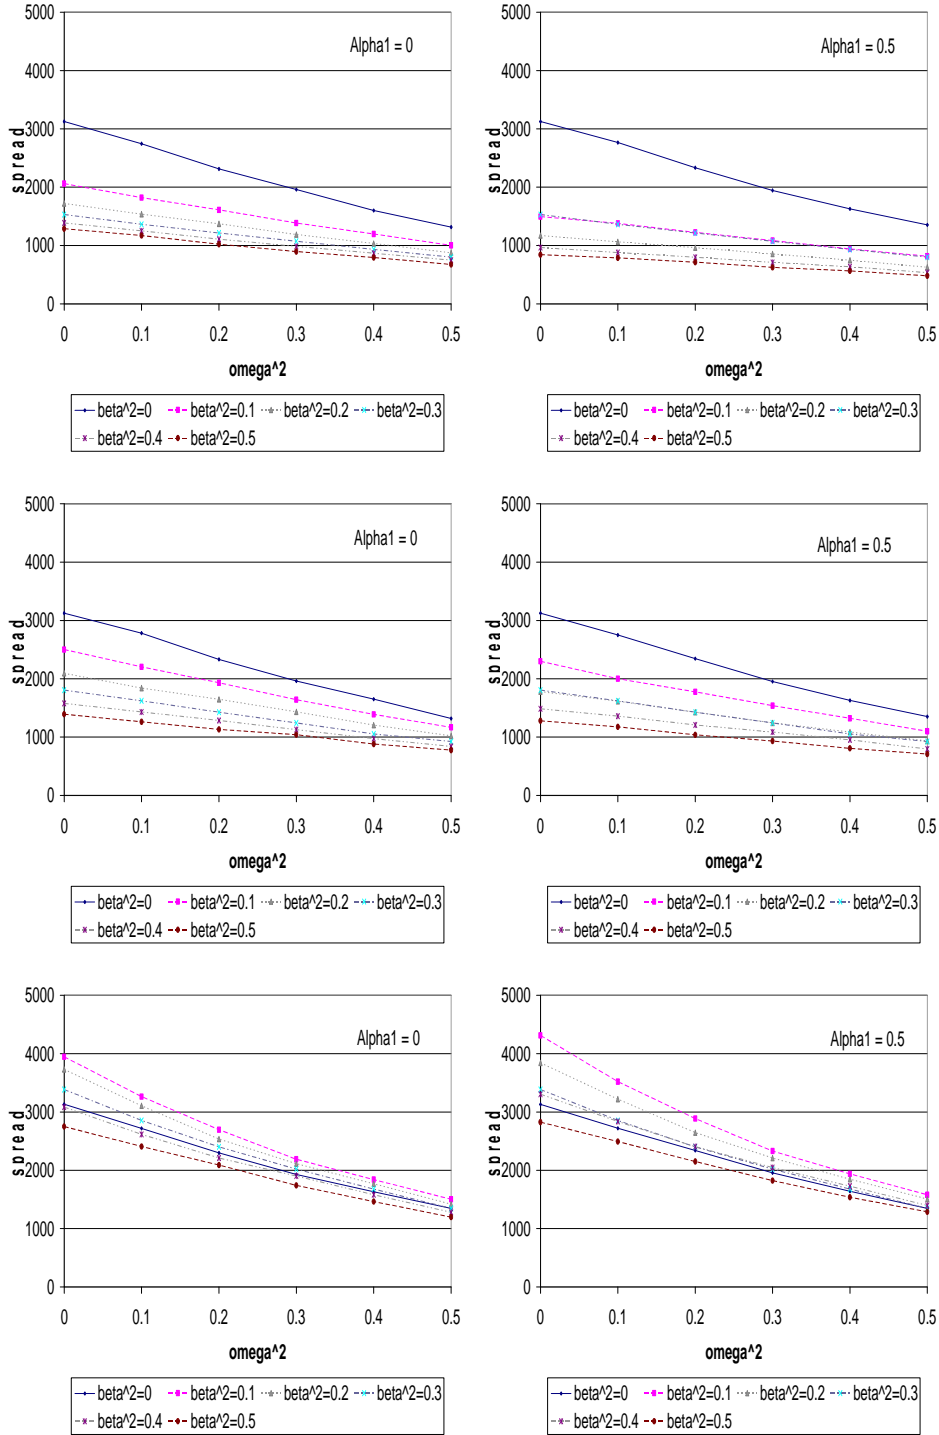 5000
4000
3000
2000
1000
0
spread
Alpha1 = 0
0 0.1 0.2 0.3 0.4 0.5
omega^2
beta^2=0 beta^2=0.1 beta^2=0.2 beta^2=0.3
beta^2=0.4 beta^2=0.5
5000
4000
3000
2000
1000
0
spread
Alpha1 = 0.5
0 0.1 0.2 0.3 0.4 0.5
omega^2
beta^2=0 beta^2=0.1 beta^2=0.2 beta^2=0.3
beta^2=0.4 beta^2=0.5
5000
4000
3000
2000
1000
0
spread
Alpha1 = 0
0 0.1 0.2 0.3 0.4 0.5
omega^2
beta^2=0 beta^2=0.1 beta^2=0.2 beta^2=0.3
beta^2=0.4 beta^2=0.5
5000
4000
3000
2000
1000
0
spread
Alpha1 = 0.5
0 0.1 0.2 0.3 0.4 0.5
omega^2
beta^2=0 beta^2=0.1 beta^2=0.2 beta^2=0.3
beta^2=0.4 beta^2=0.5
5000
4000
3000
2000
1000
0
spread
Alpha1 = 0
0 0.1 0.2 0.3 0.4 0.5
omega^2
beta^2=0 beta^2=0.1 beta^2=0.2 beta^2=0.3
beta^2=0.4 beta^2=0.5
5000
4000
3000
2000
1000
0
spread
Alpha1 = 0.5
0 0.1 0.2 0.3 0.4 0.5
omega^2
beta^2=0 beta^2=0.1 beta^2=0.2 beta^2=0.3
beta^2=0.4 beta^2=0.5